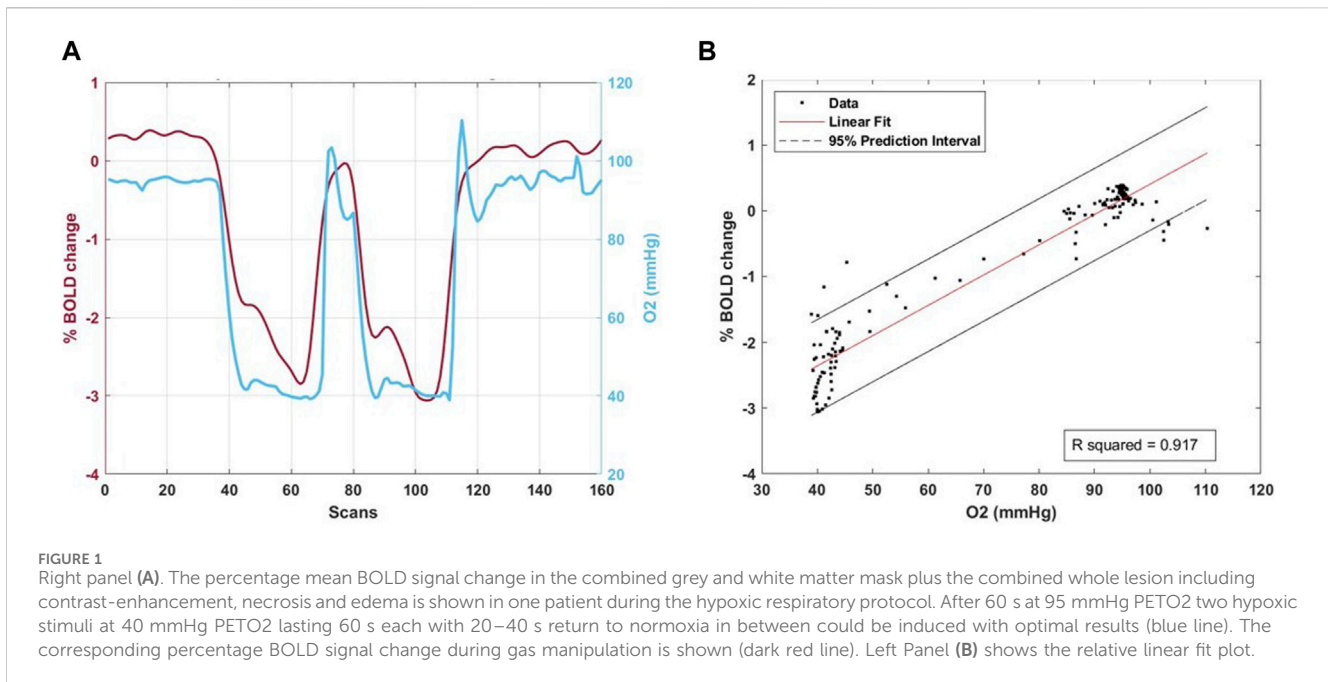 A
B
1
0
-1
-2
-3
-4
% BOLD change
120
100
80
60
40
20
O2 (mmHg)
0 20 40 60 80 100 120 140 160
Scans
2
1
0
-1
-2
-3
-4
% BOLD change
Data
Linear Fit
95% Prediction Interval
R squared = 0.917
30 40 50 60 70 80 90 100 110 120
O2 (mmHg)
FIGURE 1
Right panel (A). The percentage mean BOLD signal change in the combined grey and white matter mask plus the combined whole lesion including
contrast-enhancement, necrosis and edema is shown in one patient during the hypoxic respiratory protocol. After 60 s at 95 mmHg PETO2 two hypoxic
stimuli at 40 mmHg PETO2 lasting 60 s each with 20–40 s return to normoxia in between could be induced with optimal results (blue line). The
corresponding percentage BOLD signal change during gas manipulation is shown (dark red line). Left Panel (B) shows the relative linear fit plot.